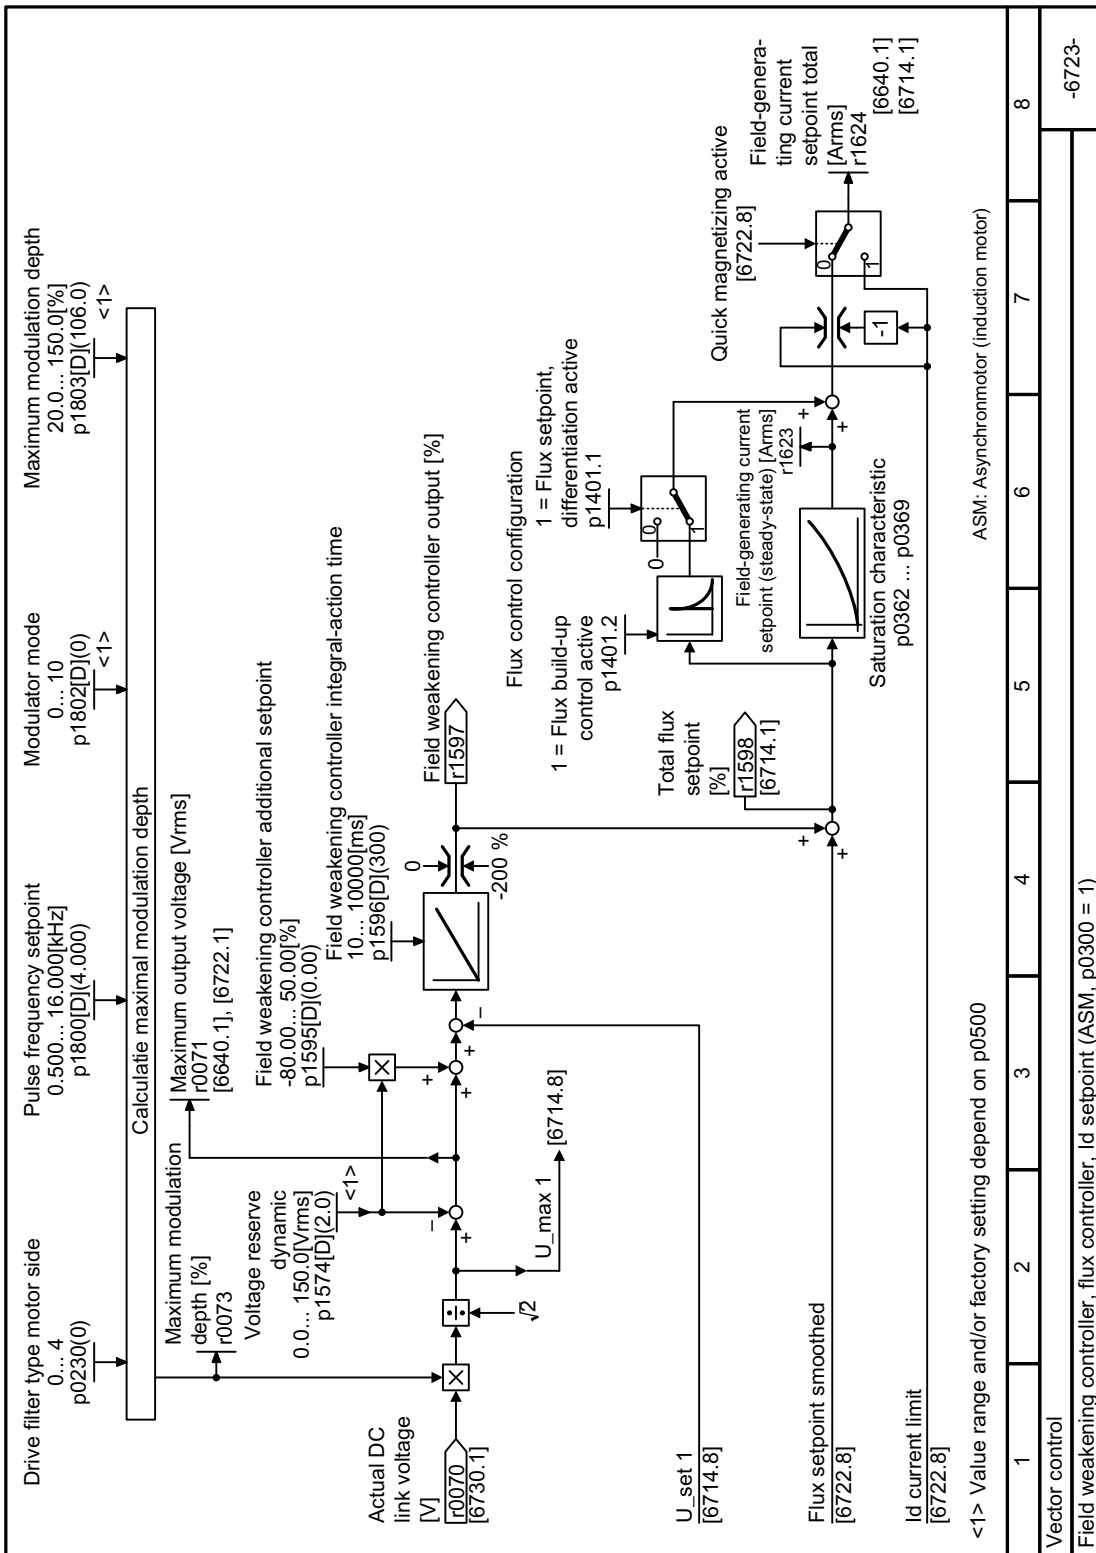 Drive filter type motor side
0... 4
p0230(0)
Pulse frequency setpoint
0.500... 16.000[kHz]
p1800[D](4.000)
Modulator mode
0... 10
p1802[D](0)
<1>
Maximum modulation depth
20.0... 150.0[%]
p1803[D](106.0)
<1>
Calculatie maximal modulation depth
Maximum modulation
depth [%]
r0073
Maximum output voltage [Vrms]
r0071
[6640.1], [6722.1]
Voltage reserve
dynamic
0.0... 150.0[Vrms]
p1574[D](2.0)
<1>
Field weakening controller additional setpoint
-80.00... 50.00[%]
p1595[D](0.00)
Field weakening controller integral-action time
10... 10000[ms]
p1596[D](300)
Field weakening controller output [%]
r1597
Actual DC
link voltage
[V]
r0070
[6730.1]
×
÷
√2
+
–
×
+
+
+
–
0
-200 %
U_max 1
[6714.8]
Flux control configuration
1 = Flux build-up
control active
p1401.2
1 = Flux setpoint,
differentiation active
p1401.1
0
0
1
Quick magnetizing active
[6722.8]
Field-genera-
ting current
setpoint total
[Arms]
r1624
[6640.1]
[6714.1]
Total flux
setpoint
[%]
r1598
[6714.1]
Field-generating current
setpoint (steady-state) [Arms]
r1623
U_set 1
[6714.8]
+
+
+
+
0
1
-1
Saturation characteristic
p0362 ... p0369
Flux setpoint smoothed
[6722.8]
Id current limit
[6722.8]
<1> Value range and/or factory setting depend on p0500
ASM: Asynchronmotor (induction motor)
1 2 3 4 5 6 7 8
Vector control
-6723-
Field weakening controller, flux controller, Id setpoint (ASM, p0300 = 1)